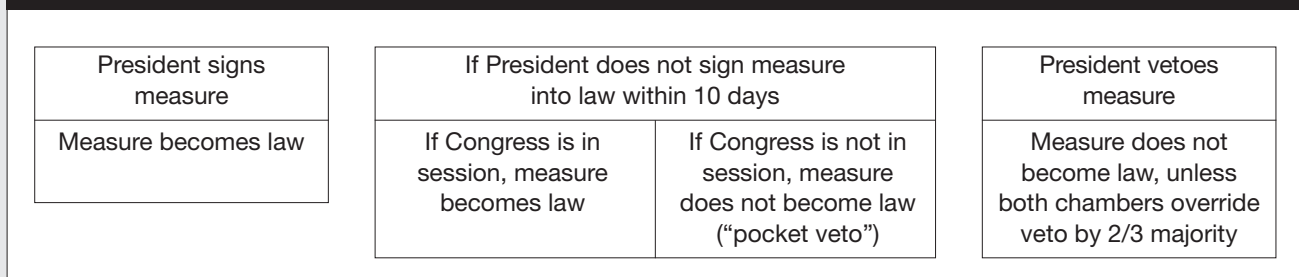 President signs
measure
Measure becomes law
If President does not sign measure
into law within 10 days
If Congress is in
session, measure
becomes law
If Congress is not in
session, measure
does not become law
(“pocket veto”)
President vetoes
measure
Measure does not
become law, unless
both chambers override
veto by 2/3 majority